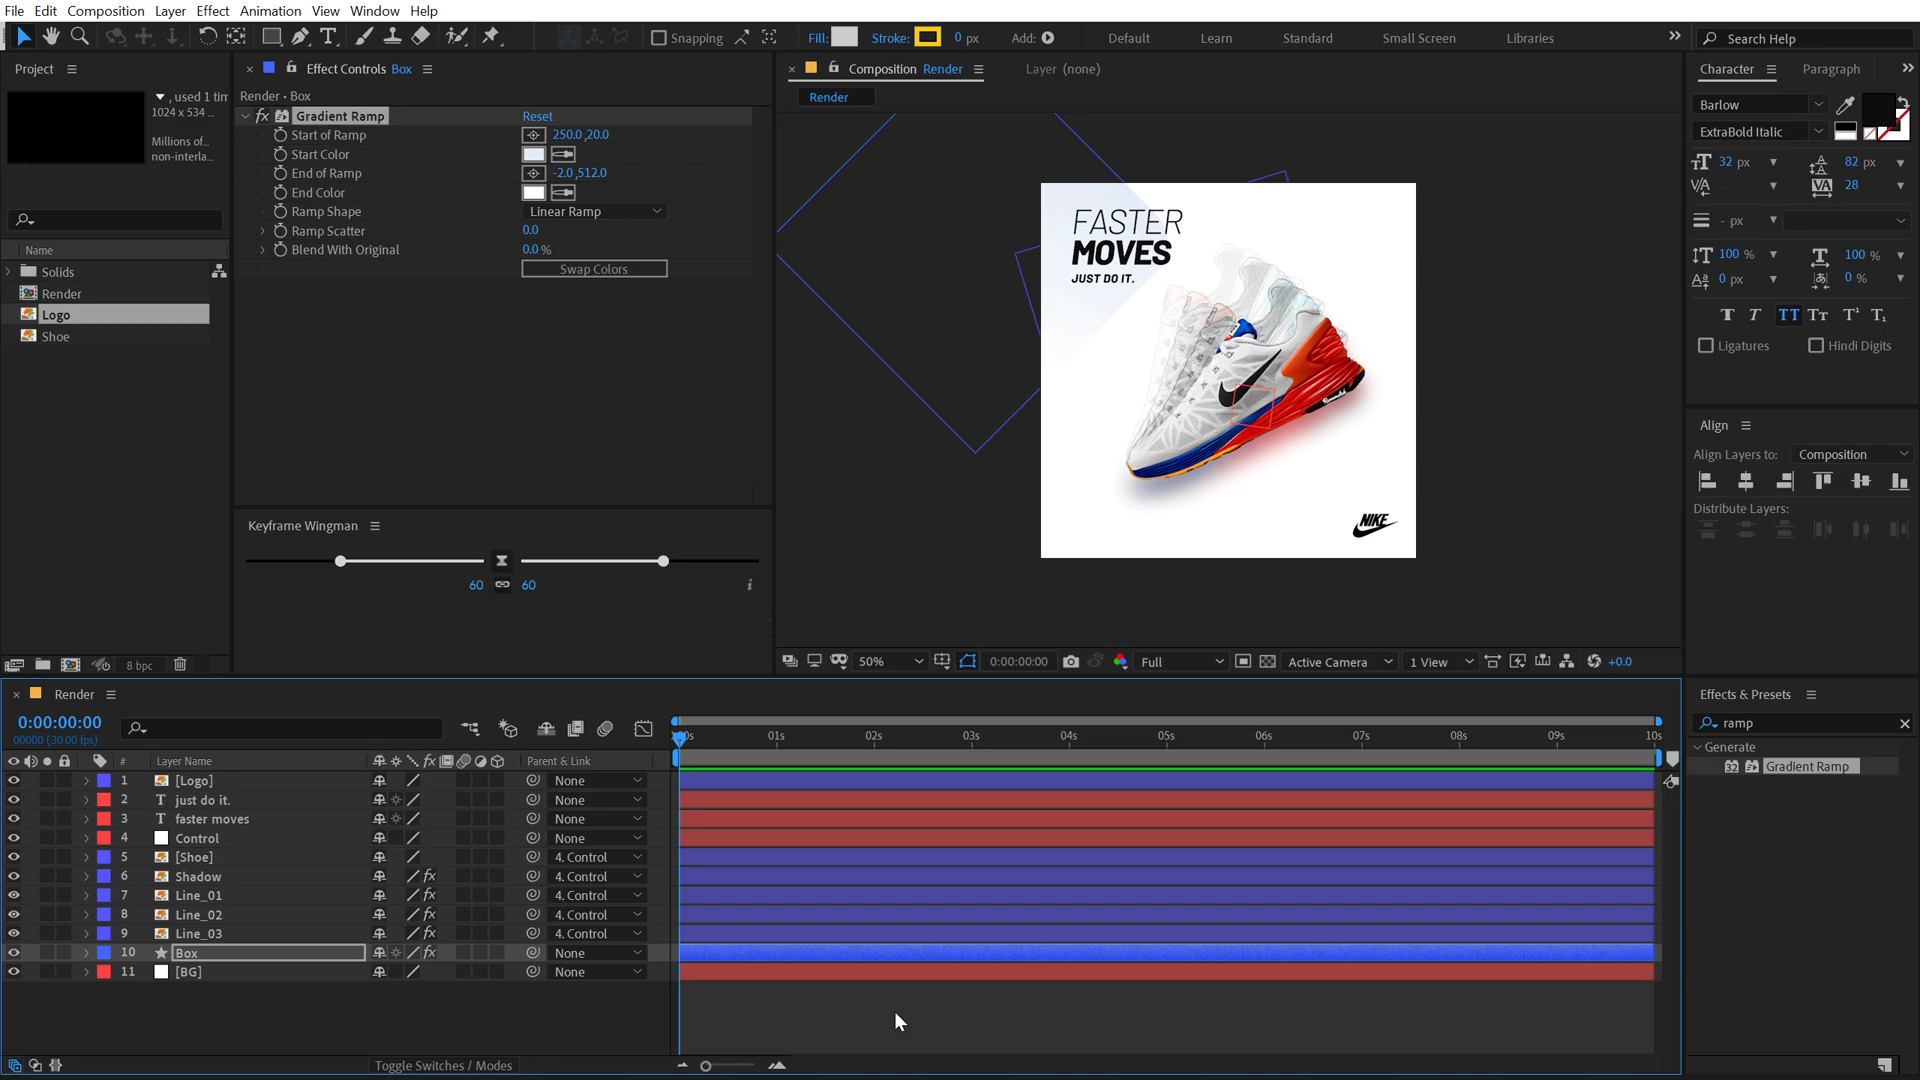 File Edit Composition Layer Effect Animation View Window Help
Snapping Fill: Stroke: 0 px Add: Default Learn Standard Small Screen Libraries Search Help
Project
, used 1 tim
1024 x 534 ...
Millions of...
non-interla...
Name
Solids
Render
Logo
Shoe
8 bpc
Effect Controls Box
Render • Box
fx Gradient Ramp Reset
Start of Ramp 250.0,20.0
Start Color
End of Ramp -2.0,512.0
End Color
Ramp Shape Linear Ramp
Ramp Scatter 0.0
Blend With Original 0.0 %
Swap Colors
Keyframe Wingman
60 60
Composition Render Layer (none)
Render
FASTER
MOVES
JUST DO IT.
NIKE
50% 0:00:00:00 Full Active Camera 1 View +0.0
Character Paragraph
Barlow
ExtraBold Italic
32 px 82 px
28
- px
100 % 100 %
0 px 0 %
Ligatures Hindi Digits
Align
Align Layers to: Composition
Distribute Layers:
Effects & Presets
ramp
Generate
32 Gradient Ramp
Render
0:00:00:00
00000 (30.00 fps)
01s 02s 03s 04s 05s 06s 07s 08s 09s 10s
# Layer Name Parent & Link
1 [Logo] None
2 just do it. None
3 faster moves None
4 Control None
5 [Shoe] 4. Control
6 Shadow fx 4. Control
7 Line_01 fx 4. Control
8 Line_02 fx 4. Control
9 Line_03 fx 4. Control
10 Box fx None
11 [BG] None
Toggle Switches / Modes